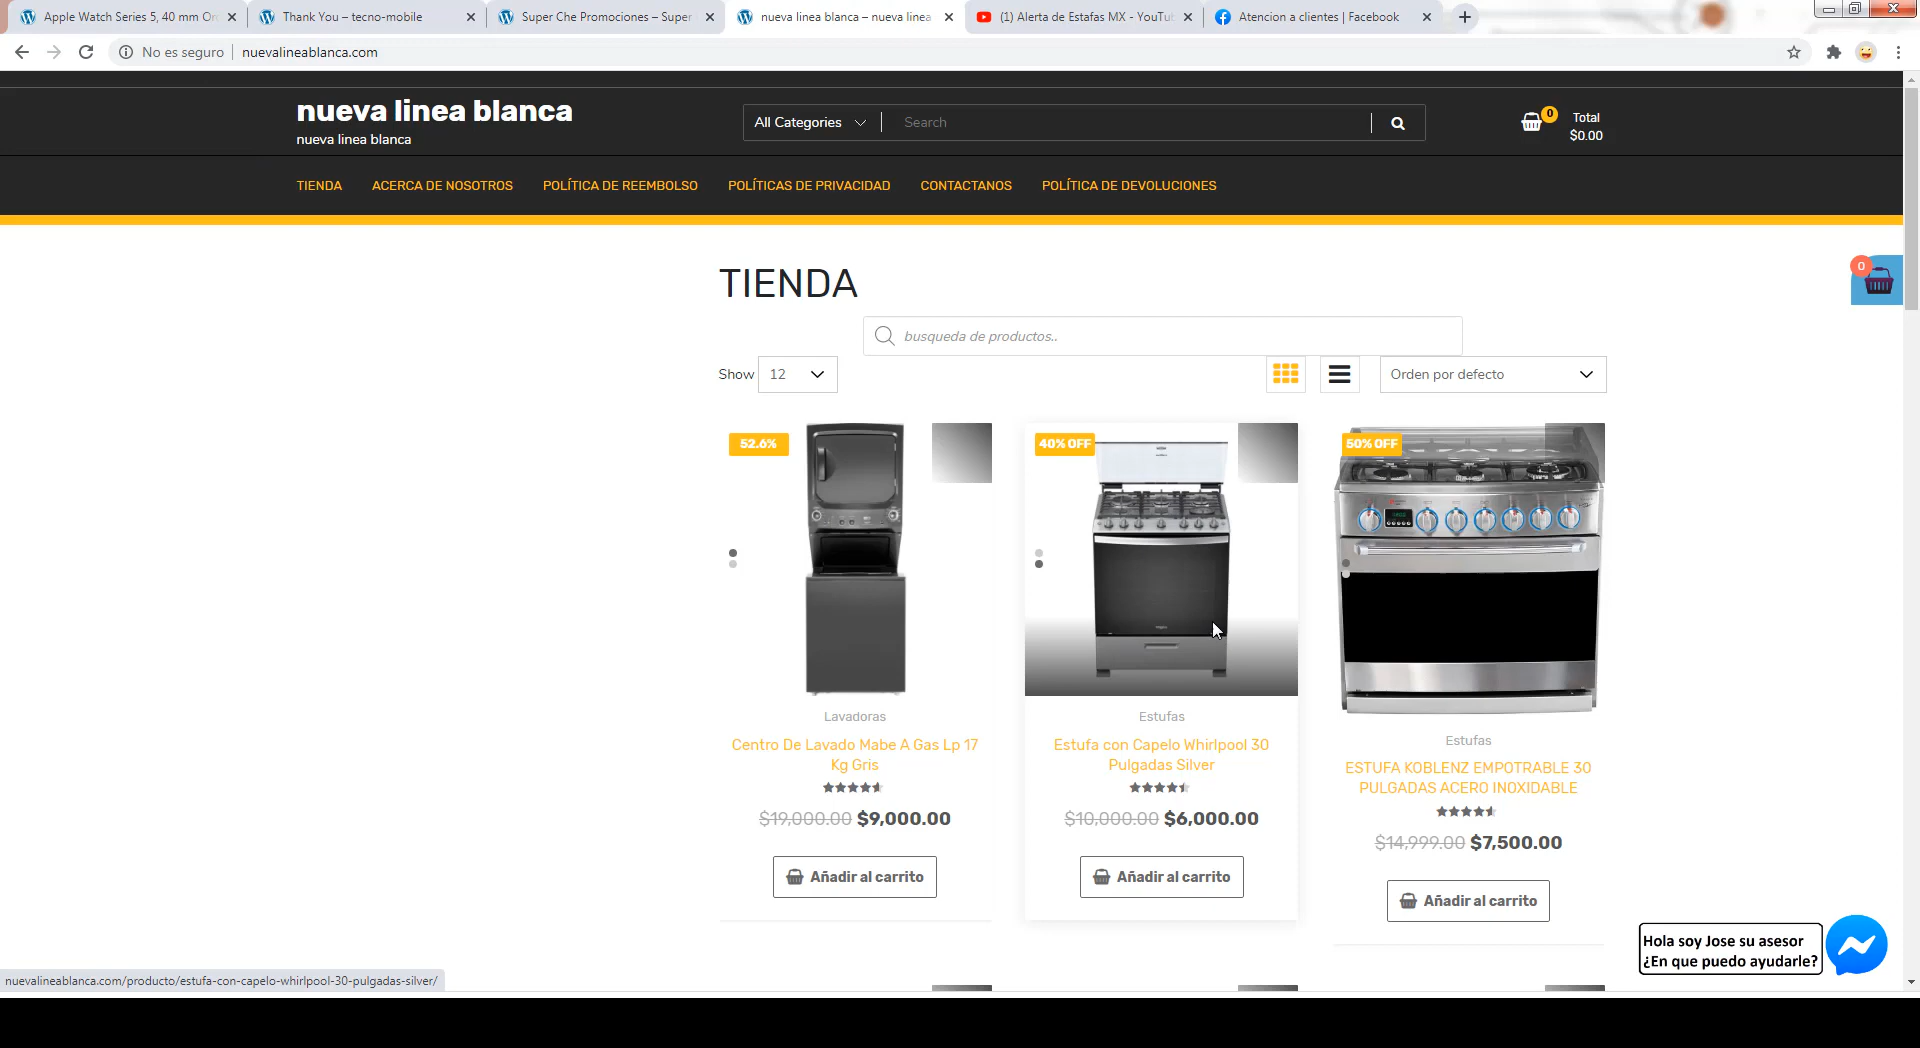 Apple Watch Series 5, 40 mm On
Thank You – tecno-mobile
Super Che Promociones – Super
nueva linea blanca – nueva linea
(1) Alerta de Estafas MX - YouTu
Atencion a clientes | Facebook
No es seguro
nuevalineablanca.com
nueva linea blanca
nueva linea blanca
All Categories
Search
0
Total
$0.00
TIENDA
ACERCA DE NOSOTROS
POLÍTICA DE REEMBOLSO
POLÍTICAS DE PRIVACIDAD
CONTACTANOS
POLÍTICA DE DEVOLUCIONES
0
TIENDA
busqueda de productos..
Show
12
Orden por defecto
52.6%
Lavadoras
Centro De Lavado Mabe A Gas Lp 17
Kg Gris
$19,000.00 $9,000.00
Añadir al carrito
40% OFF
Estufas
Estufa con Capelo Whirlpool 30
Pulgadas Silver
$10,000.00 $6,000.00
Añadir al carrito
50% OFF
Estufas
ESTUFA KOBLENZ EMPOTRABLE 30
PULGADAS ACERO INOXIDABLE
$14,999.00 $7,500.00
Añadir al carrito
Hola soy Jose su asesor
¿En que puedo ayudarle?
nuevalineablanca.com/producto/estufa-con-capelo-whirlpool-30-pulgadas-silver/